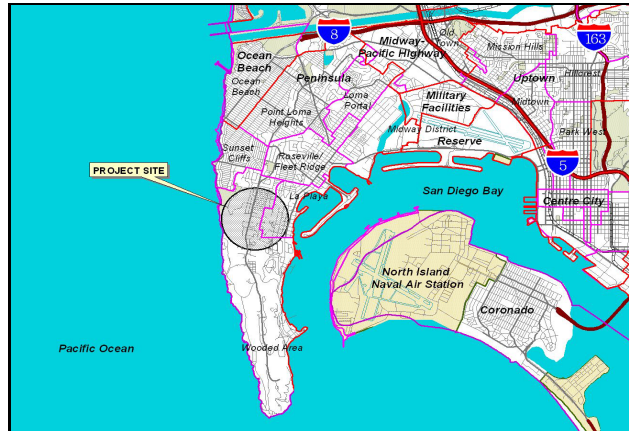 8
163
Old
Town
Mission Hills
Midway-
Pacific Highway
Ocean
Beach
Ocean
Beach
Peninsula
Uptown
Hillcrest
Loma
Portal
Military
Facilities
Midtown
Point Loma
Heights
Midway District
Reserve
Park West
Sunset
Cliffs
Roseville/
Fleet Ridge
5
PROJECT SITE
La Playa
San Diego Bay
Centre City
North Island
Naval Air Station
Coronado
Pacific Ocean
Wooded Area